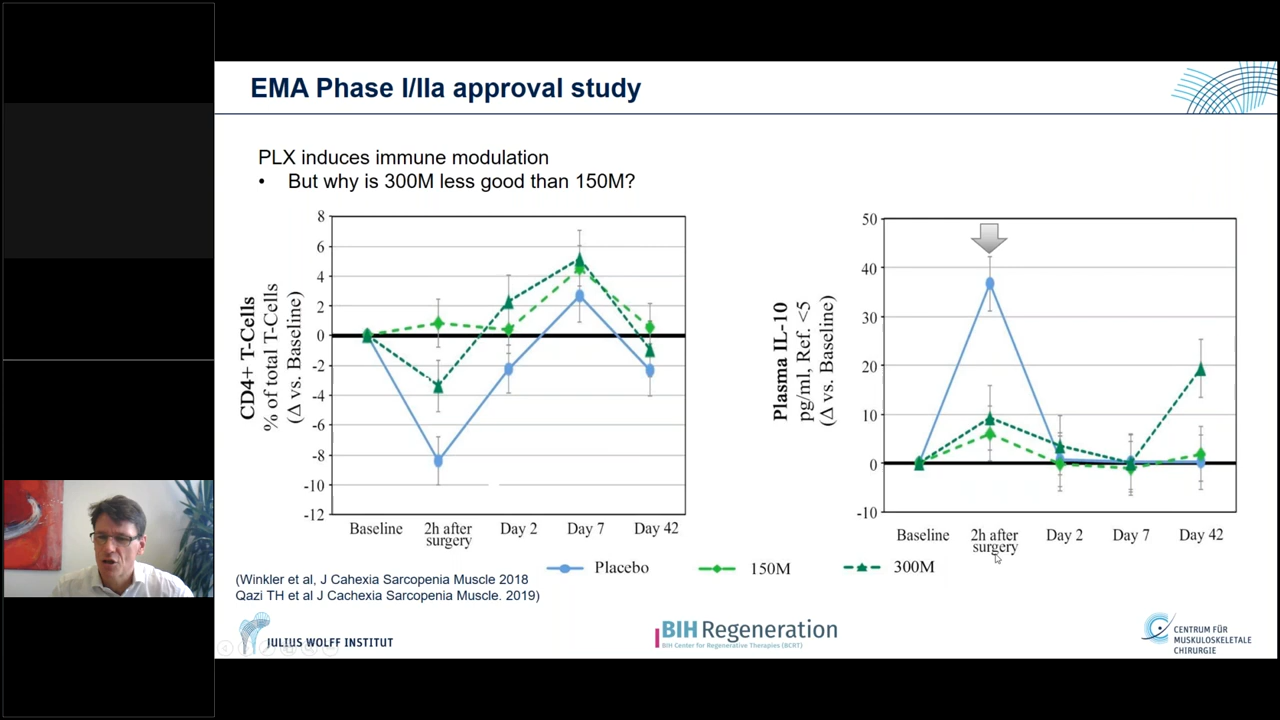 EMA Phase I/IIa approval study
PLX induces immune modulation
• But why is 300M less good than 150M?
CD4+ T-Cells
% of total T-Cells
(Δ vs. Baseline)
8
6
4
2
0
-2
-4
-6
-8
-10
-12
Baseline
2h after
surgery
Day 2
Day 7
Day 42
Plasma IL-10
pg/ml, Ref. <5
(Δ vs. Baseline)
50
40
30
20
10
0
-10
Baseline
2h after
surgery
Day 2
Day 7
Day 42
Placebo
150M
300M
(Winkler et al, J Cahexia Sarcopenia Muscle 2018
Qazi TH et al J Cachexia Sarcopenia Muscle. 2019)
JULIUS WOLFF INSTITUT
BIH Regeneration
BIH Center for Regenerative Therapies (BCRT)
CENTRUM FÜR
MUSKULOSKELETALE
CHIRURGIE